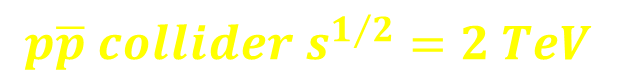 pp̅ collider s^{1/2} = 2 TeV